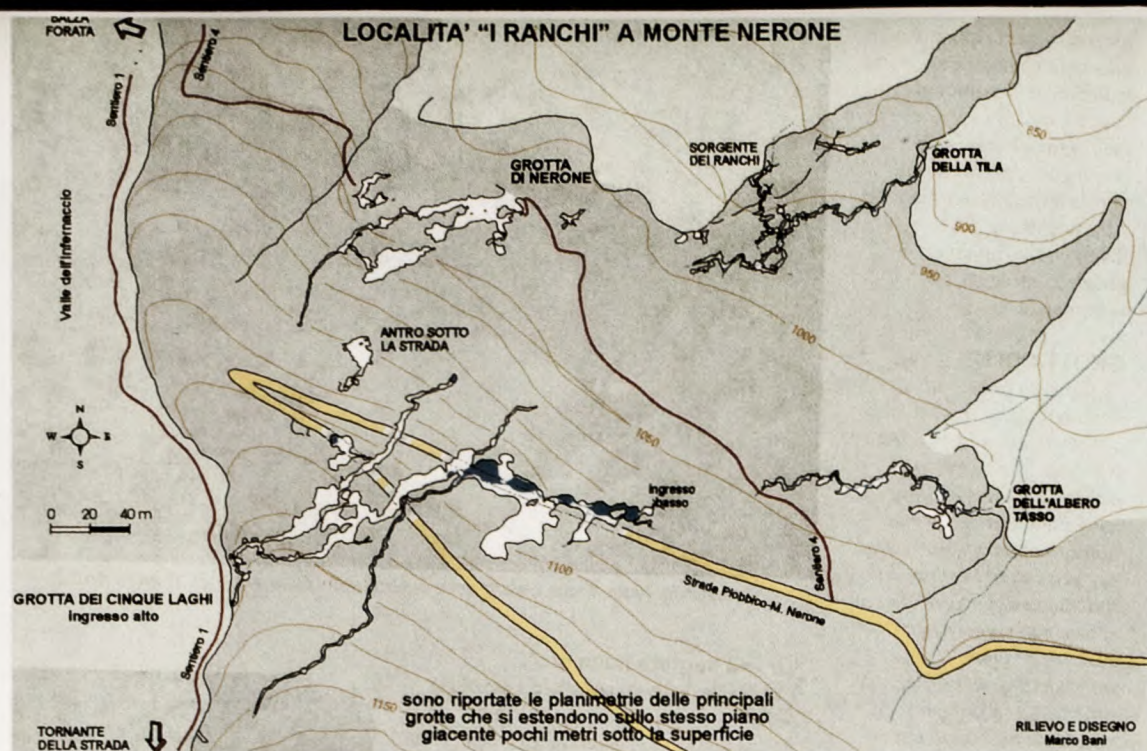 BALZA
FORATA
LOCALITA' "I RANCHI" A MONTE NERONE
Sentiero 4
Sentiero 1
Valle dell'Infernaccio
GROTTA
DI NERONE
SORGENTE
DEI RANCHI
GROTTA
DELLA TILA
850
900
950
1000
ANTRO SOTTO
LA STRADA
N
W E
S
1050
0 20 40 m
ingresso
basso
GROTTA
DELL'ALBERO
TASSO
1100
Sentiero 4
Strada Piobbico-M. Nerone
GROTTA DEI CINQUE LAGHI
ingresso alto
Sentiero 1
1150
sono riportate le planimetrie delle principali
grotte che si estendono sullo stesso piano
giacente pochi metri sotto la superficie
TORNANTE
DELLA STRADA
RILIEVO E DISEGNO
Marco Bani